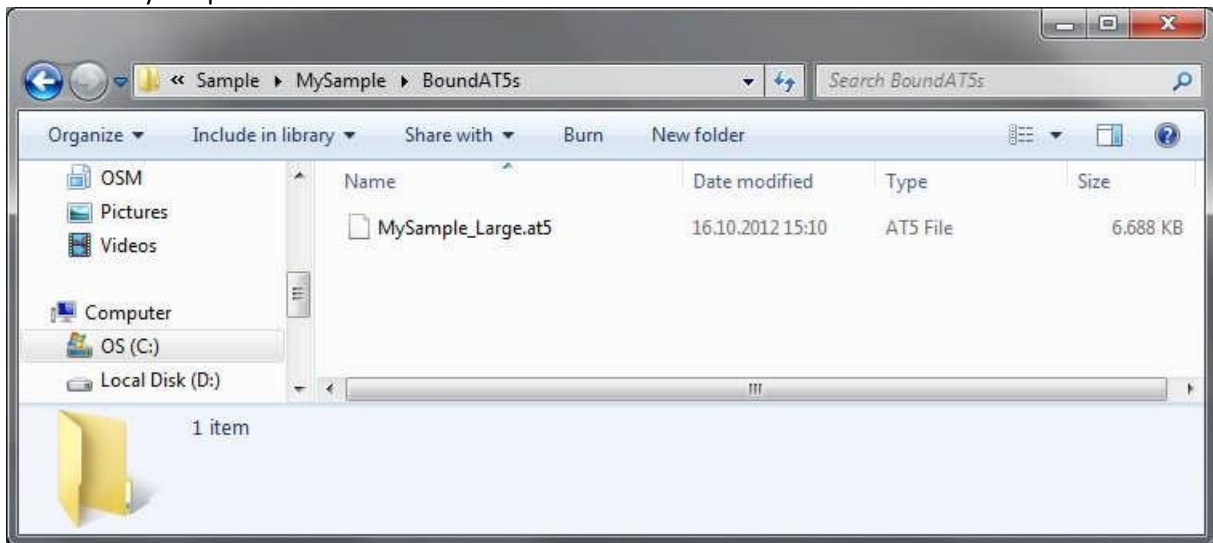 « Sample ▸ MySample ▸ BoundAT5s
Search BoundAT5s
Organize Include in library Share with Burn New folder
OSM
Pictures
Videos
Computer
OS (C:)
Local Disk (D:)
Name Date modified Type Size
MySample_Large.at5 16.10.2012 15:10 AT5 File 6.688 KB
1 item